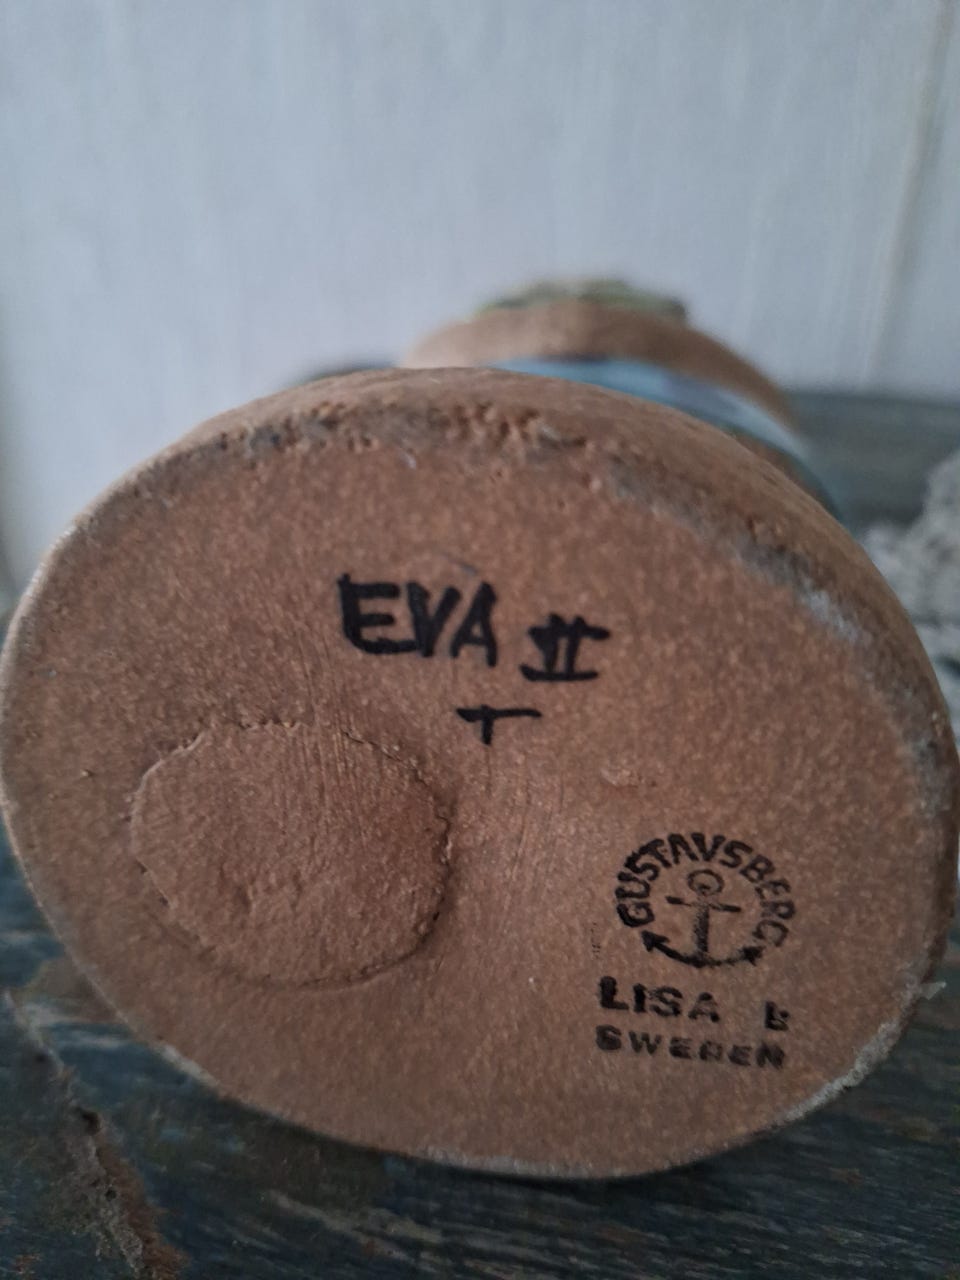 EVA II
T
GUSTAVSBERG
LISA L
SWEDEN